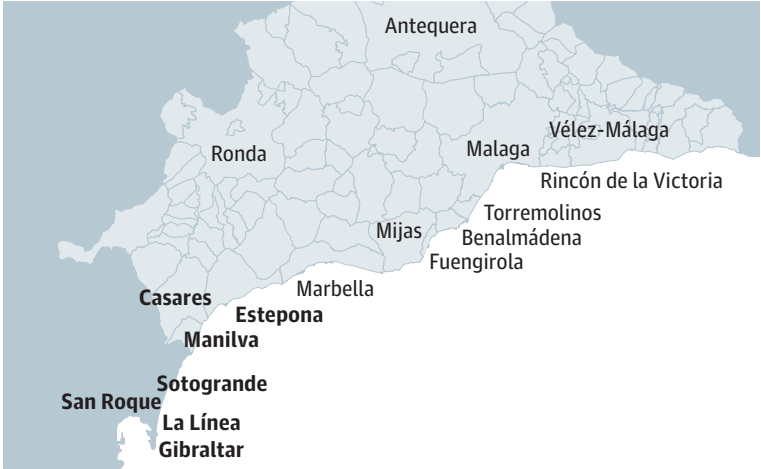 Antequera
Vélez-Málaga
Malaga
Ronda
Rincón de la Victoria
Torremolinos
Mijas
Benalmádena
Fuengirola
Marbella
Casares
Estepona
Manilva
Sotogrande
San Roque
La Línea
Gibraltar